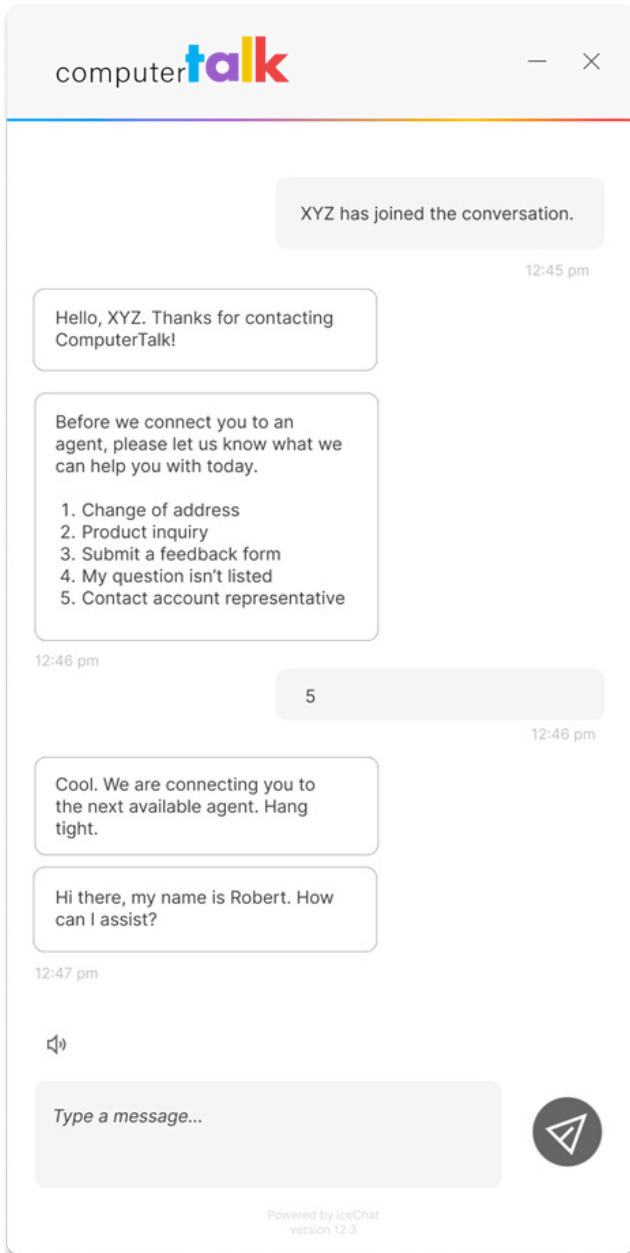 computertalk
XYZ has joined the conversation.
12:45 pm
Hello, XYZ. Thanks for contacting
ComputerTalk!
Before we connect you to an
agent, please let us know what we
can help you with today.
1. Change of address
2. Product inquiry
3. Submit a feedback form
4. My question isn’t listed
5. Contact account representative
12:46 pm
5
12:46 pm
Cool. We are connecting you to
the next available agent. Hang
tight.
Hi there, my name is Robert. How
can I assist?
12:47 pm
Type a message...
Powered by iceChat
version 12.3